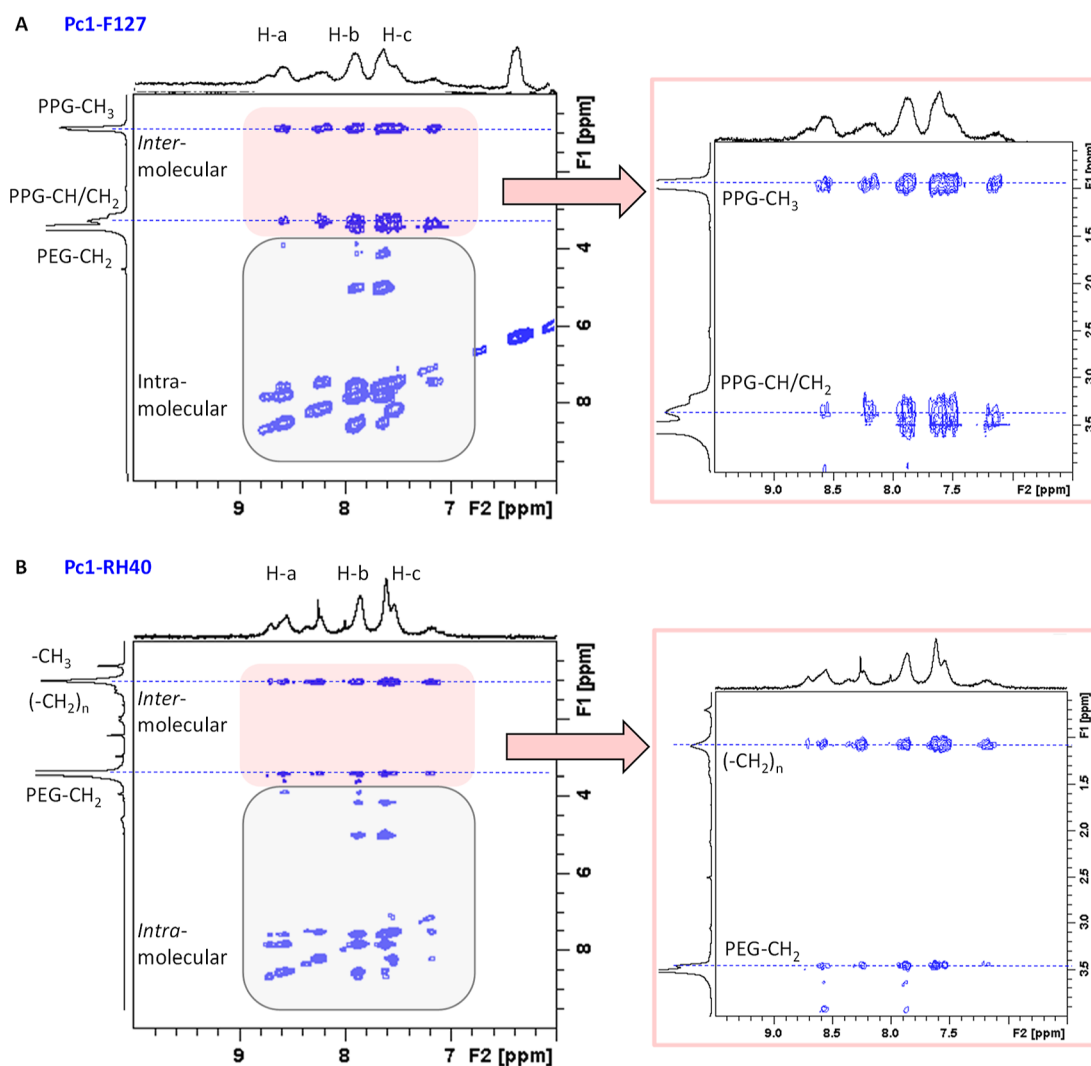 A Pc1-F127
H-a H-b H-c
PPG-CH3
Inter-
molecular
PPG-CH/CH2
PEG-CH2
Intra-
molecular
F1 [ppm]
4
6
8
9 8 7 F2 [ppm]
PPG-CH3
PPG-CH/CH2
F1
1.5
2.0
2.5
3.0
3.5
9.0 8.5 8.0 7.5 F2 [ppm]
B Pc1-RH40
H-a H-b H-c
-CH3
(-CH2)n
Inter-
molecular
PEG-CH2
Intra-
molecular
F1 [ppm]
4
6
8
9 8 7 F2 [ppm]
(-CH2)n
PEG-CH2
F1 [ppm]
1.5
2.0
2.5
3.0
3.5
9.0 8.5 8.0 7.5 F2 [ppm]